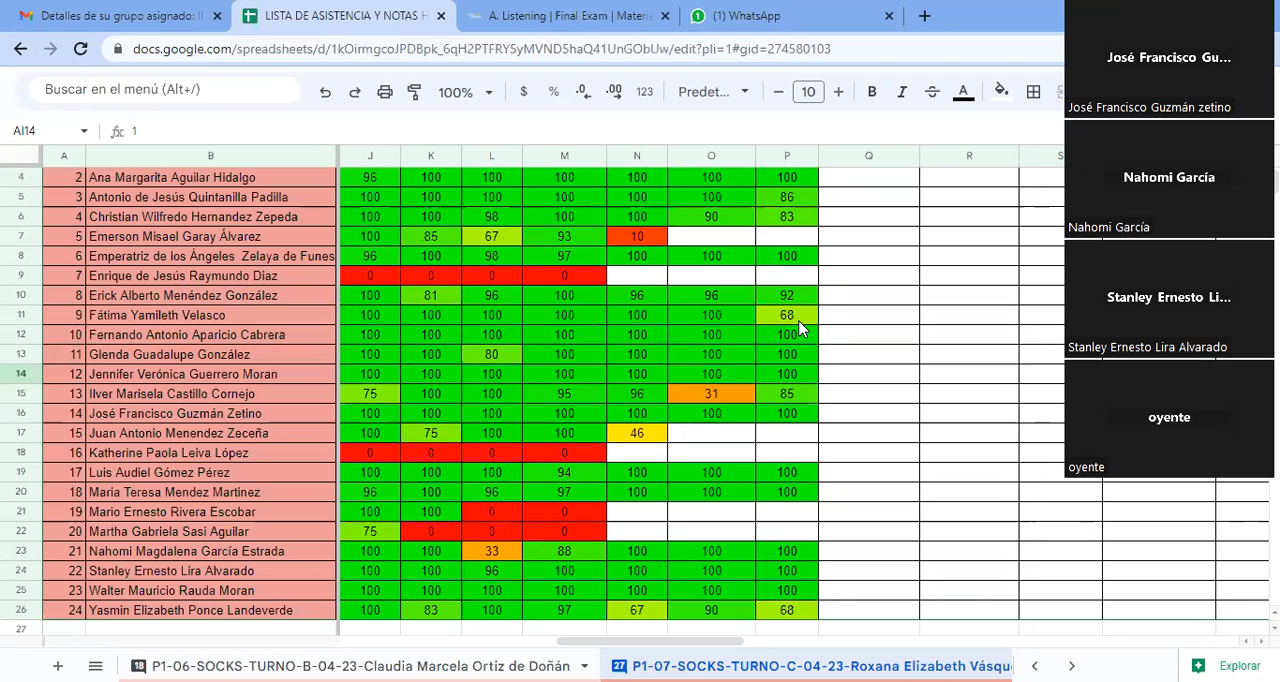 Detalles de su grupo asignado: II
LISTA DE ASISTENCIA Y NOTAS H
A. Listening | Final Exam | Materia
(1) WhatsApp
docs.google.com/spreadsheets/d/1kOirmgcoJPDBpk_6qH2PTFRY5yMVND5haQ41UnGObUw/edit?pli=1#gid=274580103
Buscar en el menú (Alt+/)
100% $ % .0 .00 123 Predet... − 10 + B I A
AI14 fx 1
A B J K L M N O P Q R S
4 2 Ana Margarita Aguilar Hidalgo 96 100 100 100 100 100 100
5 3 Antonio de Jesús Quintanilla Padilla 100 100 100 100 100 100 86
6 4 Christian Wilfredo Hernandez Zepeda 100 100 98 100 100 90 83
7 5 Emerson Misael Garay Álvarez 100 85 67 93 10
8 6 Emperatriz de los Ángeles Zelaya de Funes 96 100 98 97 100 100 100
9 7 Enrique de Jesús Raymundo Diaz 0 0 0 0
10 8 Erick Alberto Menéndez González 100 81 96 100 96 96 92
11 9 Fátima Yamileth Velasco 100 100 100 100 100 100 68
12 10 Fernando Antonio Aparicio Cabrera 100 100 100 100 100 100 100
13 11 Glenda Guadalupe González 100 100 80 100 100 100 100
14 12 Jennifer Verónica Guerrero Moran 100 100 100 100 100 100 100
15 13 Ilver Marisela Castillo Cornejo 75 100 100 95 96 31 85
16 14 José Francisco Guzmán Zetino 100 100 100 100 100 100 100
17 15 Juan Antonio Menendez Zeceña 100 75 100 100 46
18 16 Katherine Paola Leiva López 0 0 0 0
19 17 Luis Audiel Gómez Pérez 100 100 100 94 100 100 100
20 18 Maria Teresa Mendez Martinez 96 100 96 97 100 100 100
21 19 Mario Ernesto Rivera Escobar 100 100 0 0
22 20 Martha Gabriela Sasi Aguilar 75 0 0 0
23 21 Nahomi Magdalena García Estrada 100 100 33 88 100 100 100
24 22 Stanley Ernesto Lira Alvarado 100 100 96 100 100 100 100
25 23 Walter Mauricio Rauda Moran 100 100 100 100 100 100 100
26 24 Yasmin Elizabeth Ponce Landeverde 100 83 100 97 67 90 68
27
18 P1-06-SOCKS-TURNO-B-04-23-Claudia Marcela Ortiz de Doñán
27 P1-07-SOCKS-TURNO-C-04-23-Roxana Elizabeth Vásqu
Explorar
José Francisco Gu...
José Francisco Guzmán zetino
Nahomi García
Nahomi García
Stanley Ernesto Li...
Stanley Ernesto Lira Alvarado
oyente
oyente